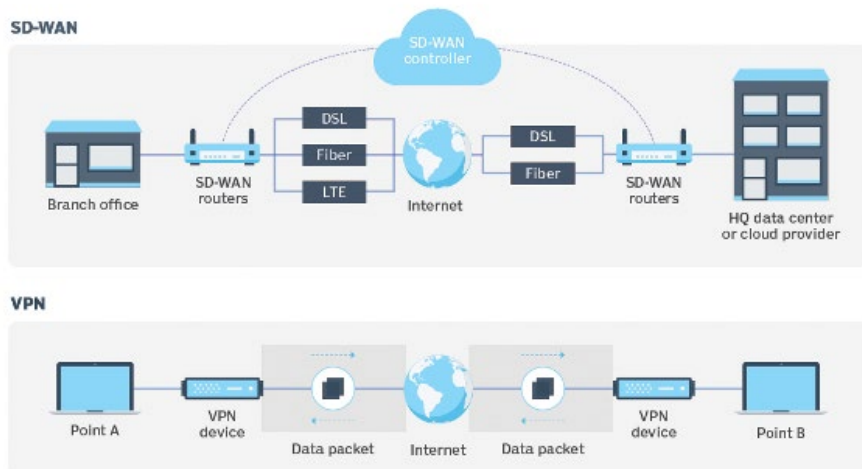 SD-WAN
SD-WAN
controller
DSL
Fiber
LTE
DSL
Fiber
Branch office
SD-WAN
routers
Internet
SD-WAN
routers
HQ data center
or cloud provider
VPN
Point A
VPN
device
Data packet
Internet
Data packet
VPN
device
Point B